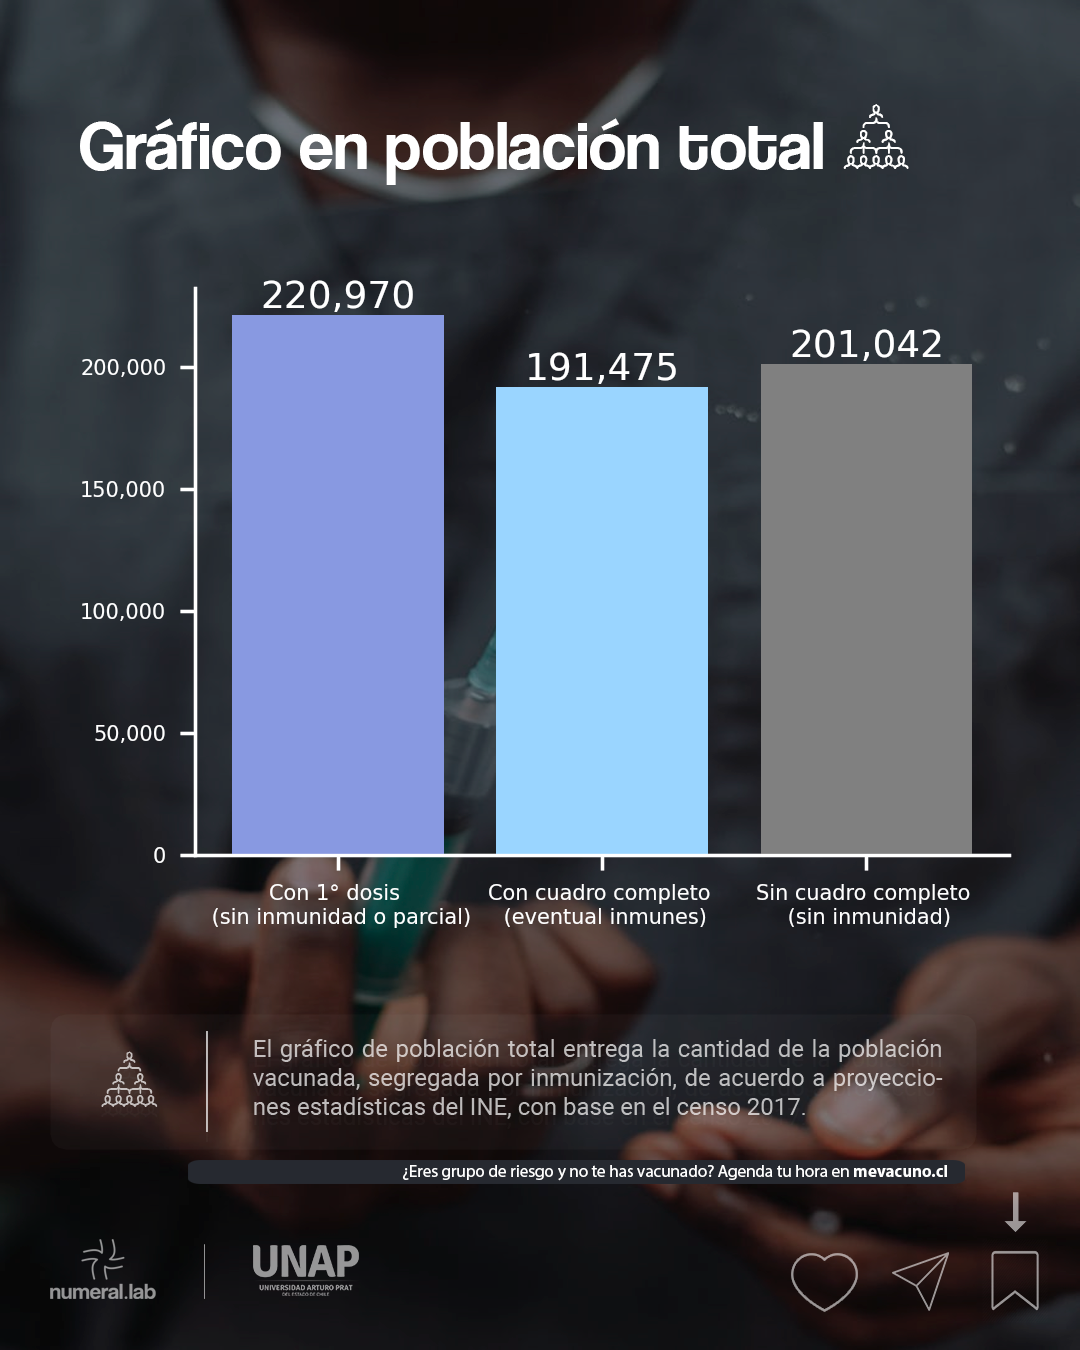 Gráfico en población total
220,970
191,475
201,042
200,000
150,000
100,000
50,000
0
Con 1° dosis
(sin inmunidad o parcial)
Con cuadro completo
(eventual inmunes)
Sin cuadro completo
(sin inmunidad)
El gráfico de población total entrega la cantidad de la población
vacunada, segregada por inmunización, de acuerdo a proyeccio-
nes estadísticas del INE, con base en el censo 2017.
¿Eres grupo de riesgo y no te has vacunado? Agenda tu hora en mevacuno.cl
numeral.lab
UNAP
UNIVERSIDAD ARTURO PRAT
DEL ESTADO DE CHILE